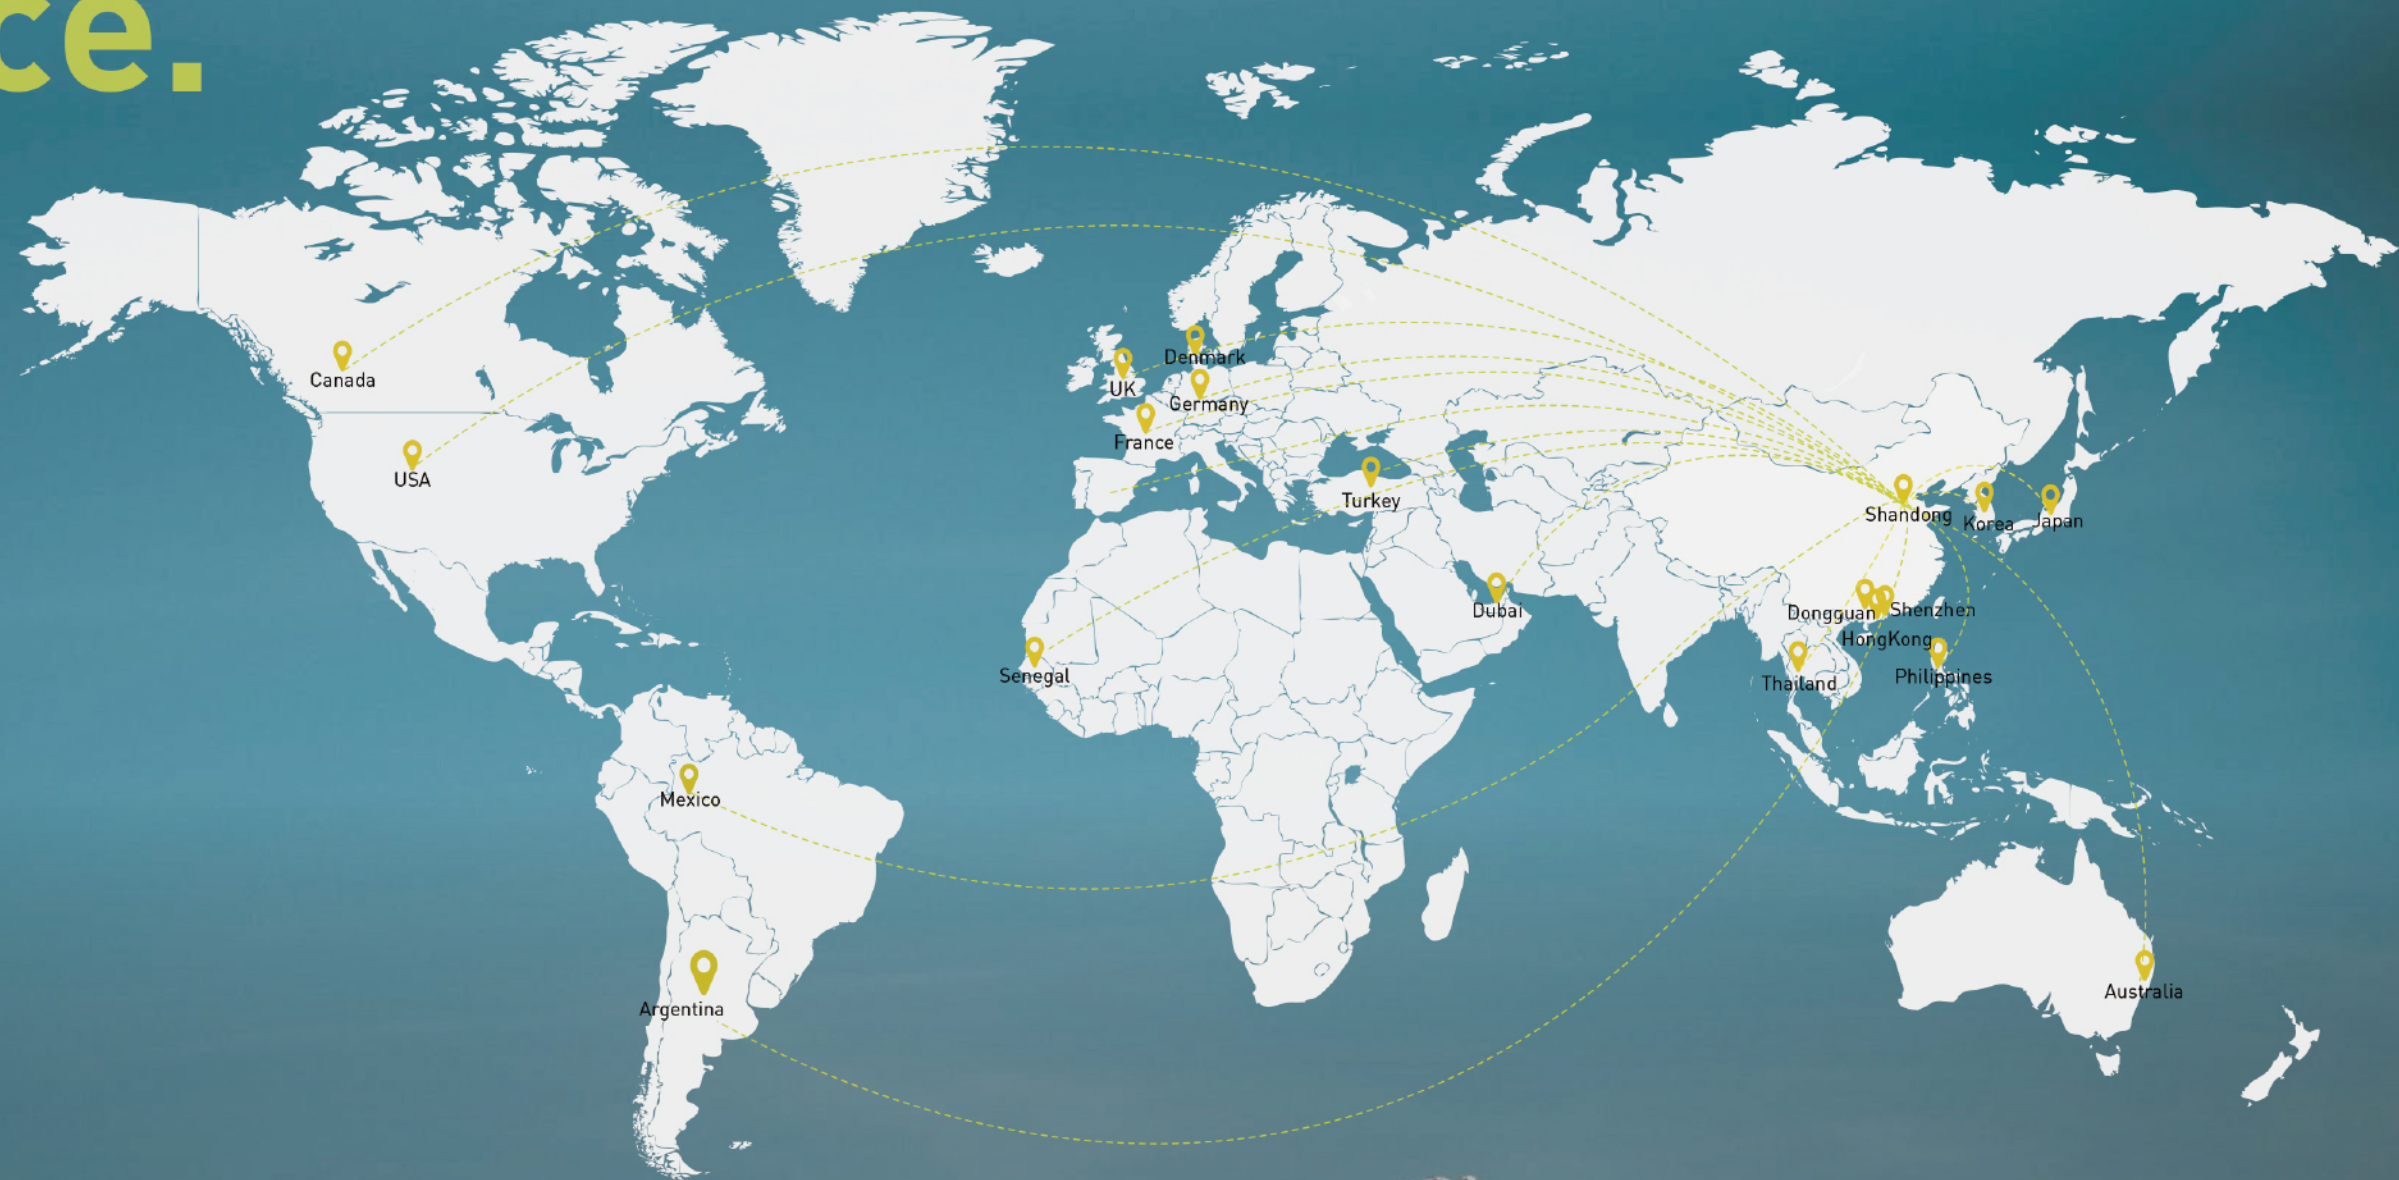 ce.
Denmark
Canada
UK
Germany
France
USA
Turkey
Shandong
Korea
Japan
Dubai
Dongguan
Shenzhen
HongKong
Senegal
Thailand
Philippines
Mexico
Australia
Argentina